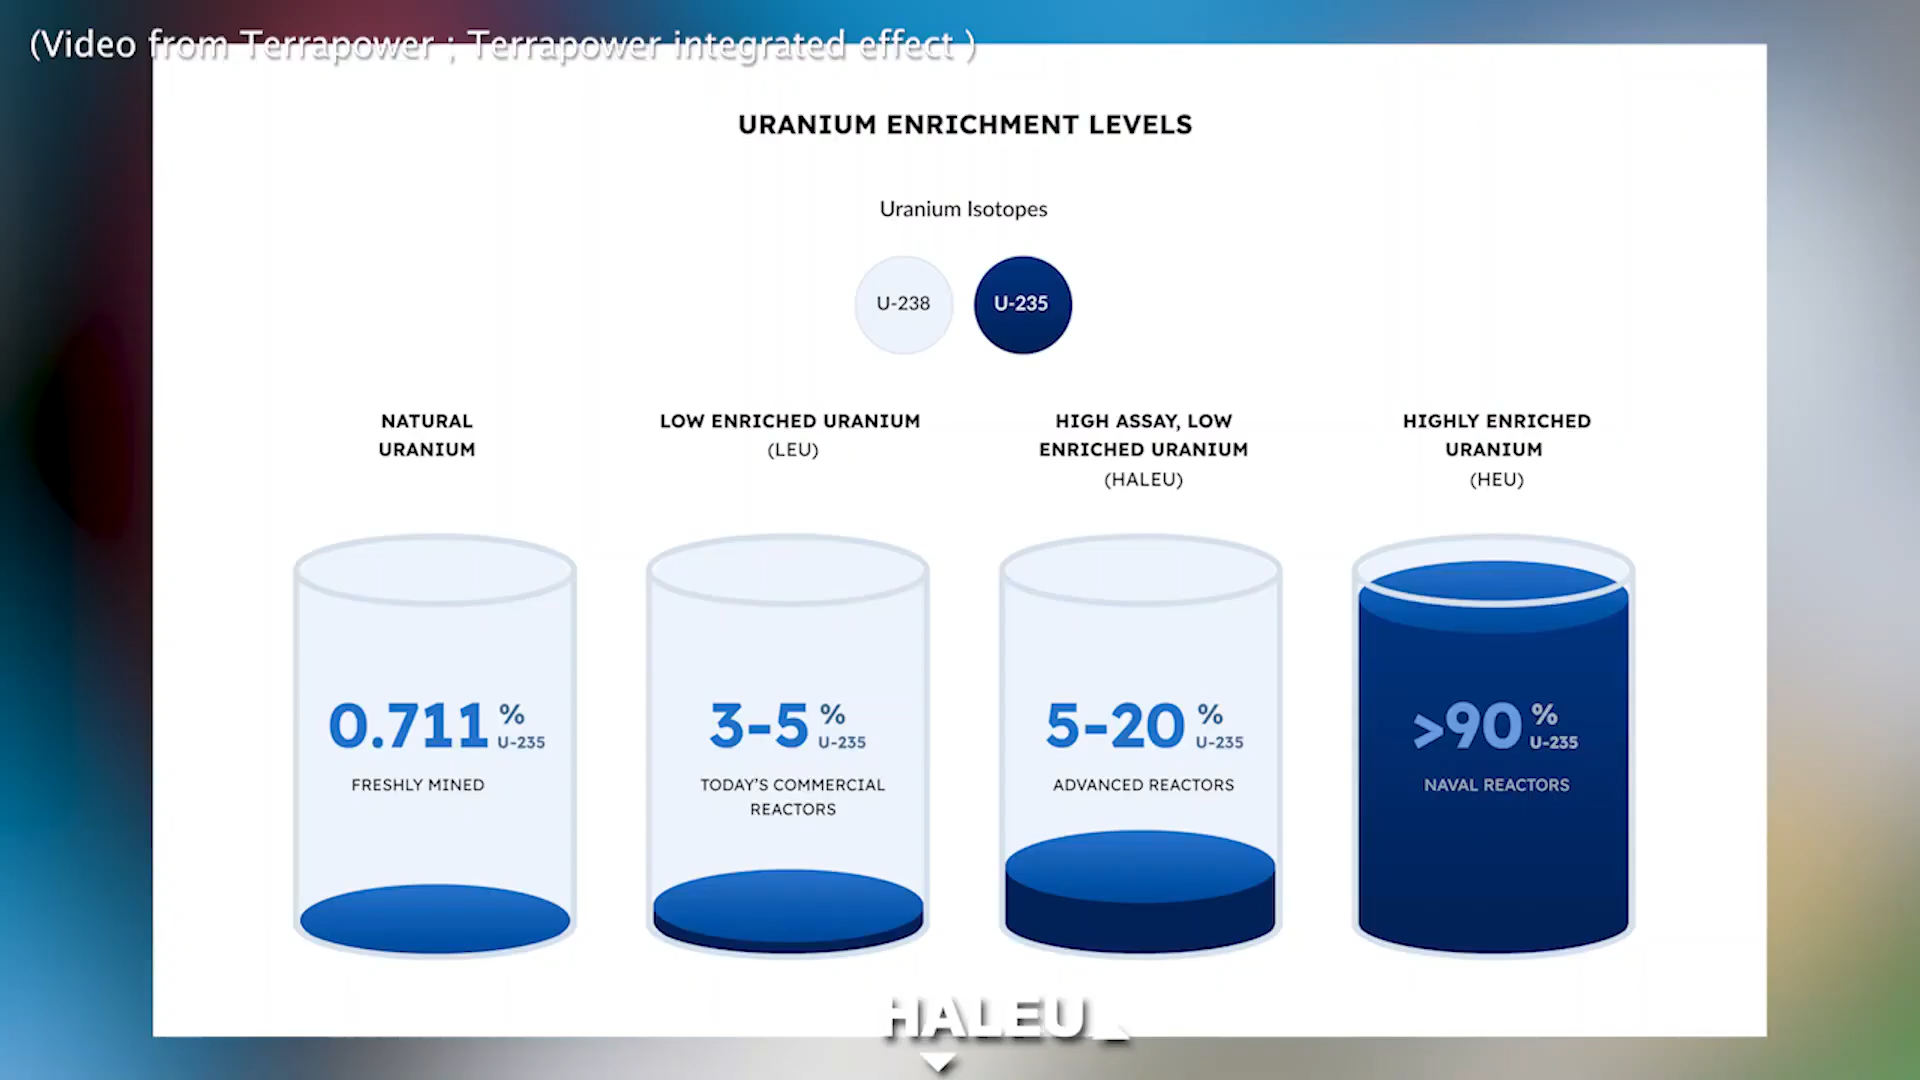 (Video from Terrapower ; Terrapower integrated effect )
URANIUM ENRICHMENT LEVELS
Uranium Isotopes
U-238
U-235
NATURAL
URANIUM
LOW ENRICHED URANIUM
(LEU)
HIGH ASSAY, LOW
ENRICHED URANIUM
(HALEU)
HIGHLY ENRICHED
URANIUM
(HEU)
0.711 % U-235
FRESHLY MINED
3-5 % U-235
TODAY'S COMMERCIAL
REACTORS
5-20 % U-235
ADVANCED REACTORS
>90 % U-235
NAVAL REACTORS
HALEU